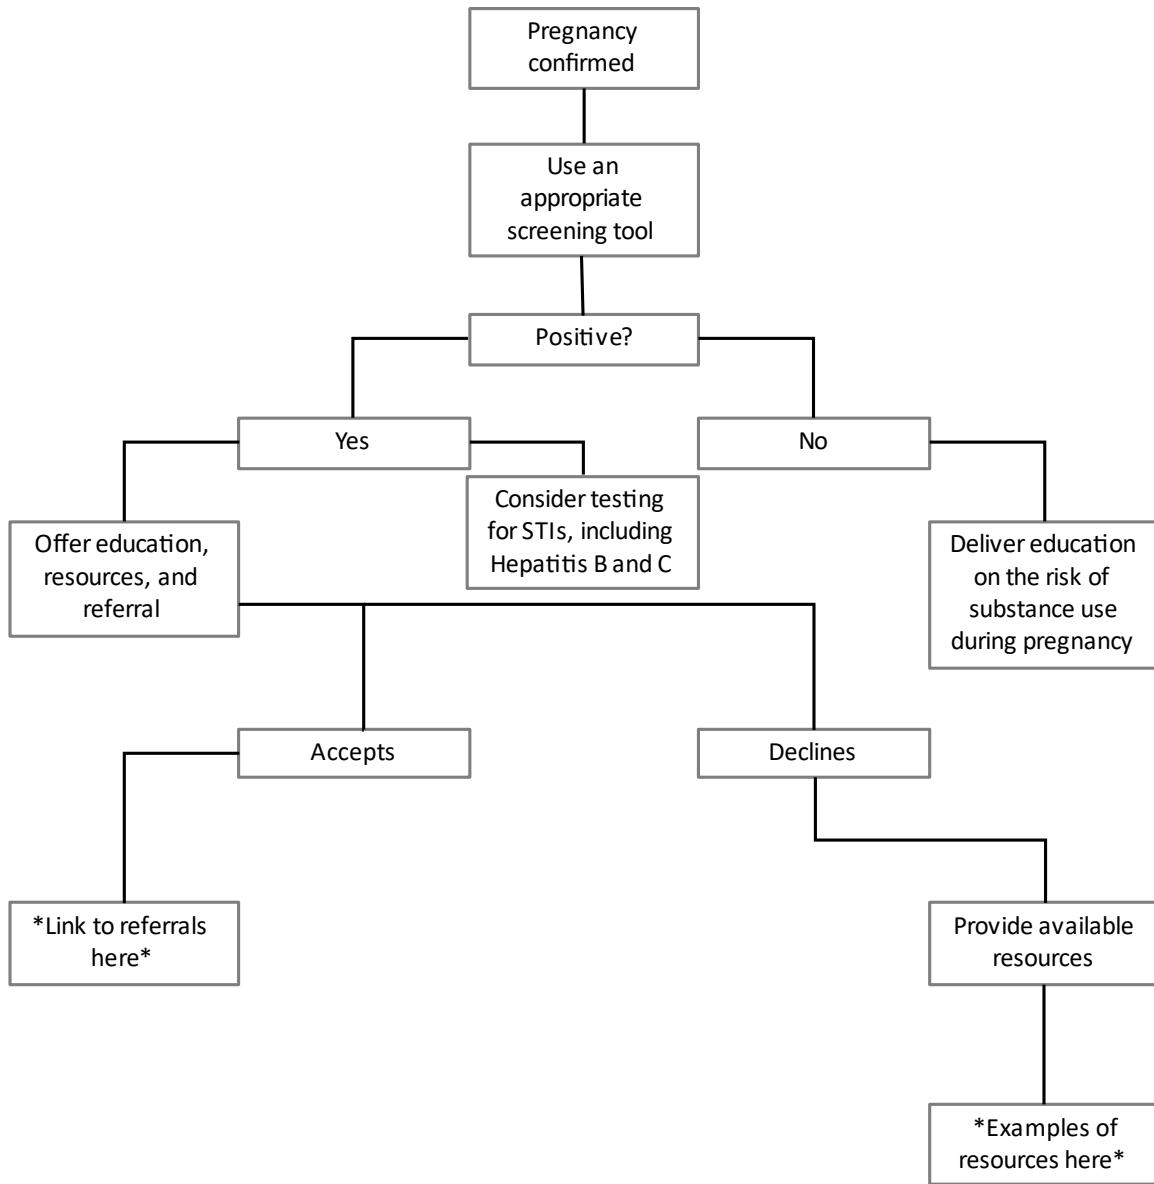 Pregnancy
confirmed
Use an
appropriate
screening tool
Positive?
Yes
No
Consider testing
for STIs, including
Hepatitis B and C
Offer education,
resources, and
referral
Deliver education
on the risk of
substance use
during pregnancy
Accepts
Declines
*Link to referrals
here*
Provide available
resources
*Examples of
resources here*